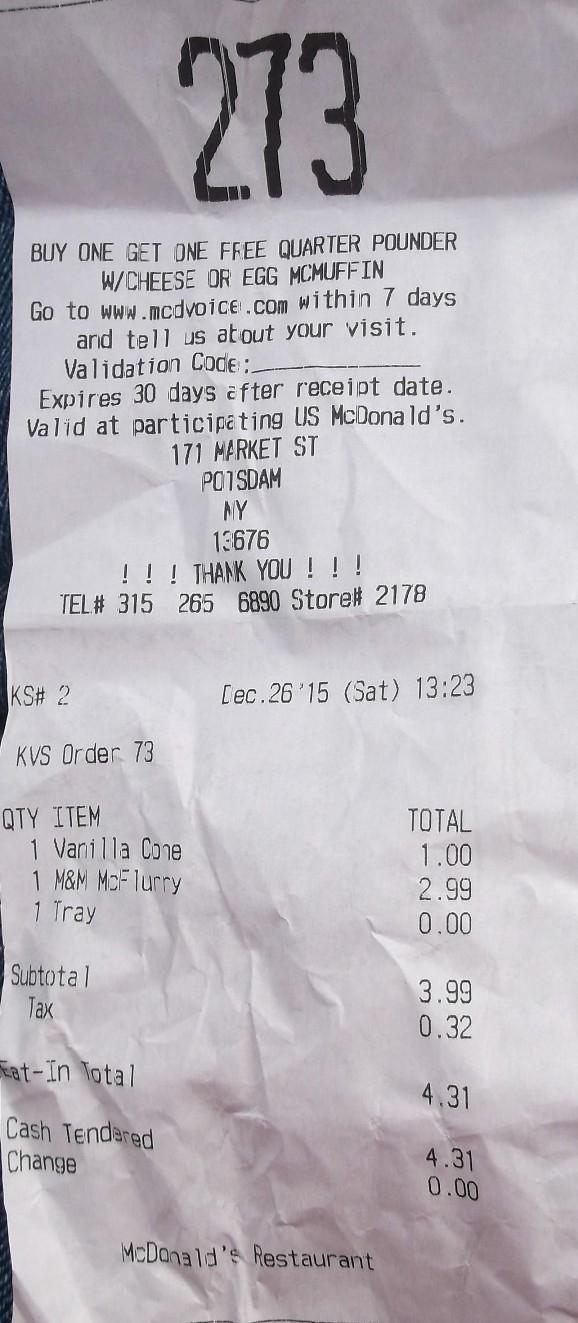 273
BUY ONE GET ONE FREE QUARTER POUNDER
W/CHEESE OR EGG MCMUFFIN
Go to www.mcdvoice.com within 7 days
and tell us about your visit.
Validation Code:______________
Expires 30 days after receipt date.
Valid at participating US McDonald's.
171 MARKET ST
POTSDAM
NY
13676
! ! ! THANK YOU ! ! !
TEL# 315 265 6890 Store# 2178
KS# 2 Dec.26'15 (Sat) 13:23
KVS Order 73
QTY ITEM TOTAL
1 Vanilla Cone 1.00
1 M&M McFlurry 2.99
1 Tray 0.00
Subtotal 3.99
Tax 0.32
Eat-In Total 4.31
Cash Tendered 4.31
Change 0.00
McDonald's Restaurant